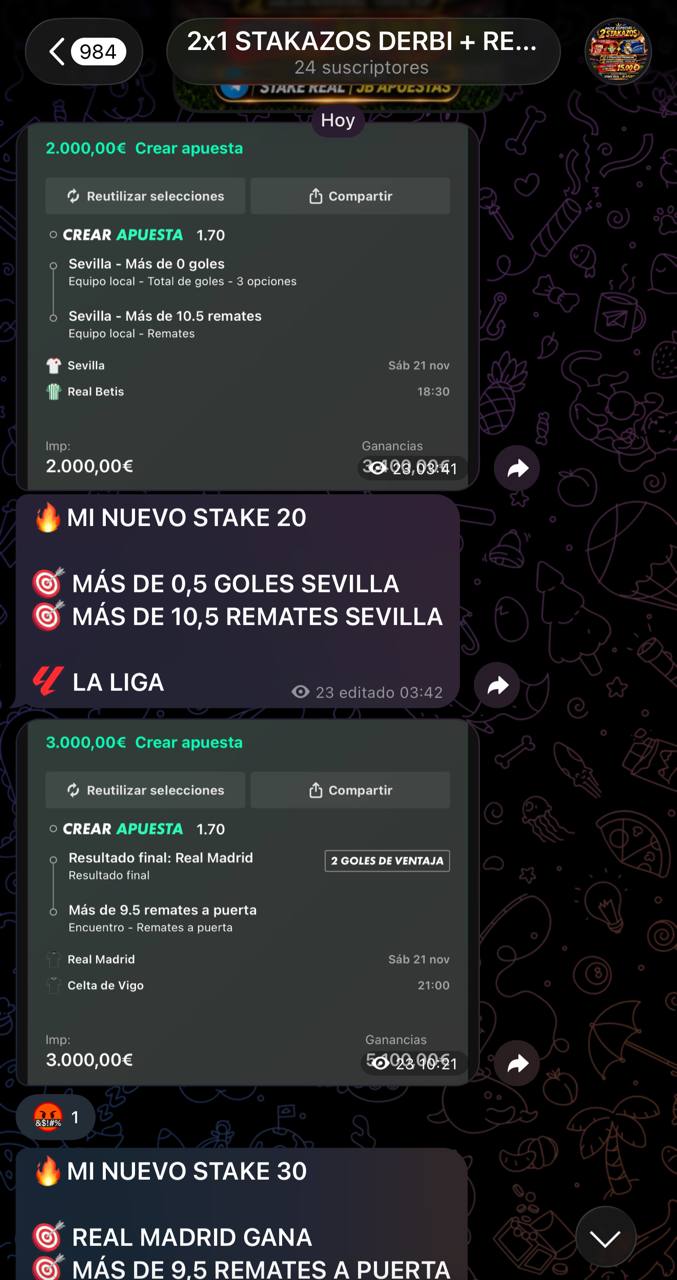 984
2x1 STAKAZOS DERBI + RE...
24 suscriptores
STAKE REAL | JB APUESTAS
Hoy
2.000,00€ Crear apuesta
Reutilizar selecciones
Compartir
CREAR APUESTA 1.70
Sevilla - Más de 0 goles
Equipo local - Total de goles - 3 opciones
Sevilla - Más de 10.5 remates
Equipo local - Remates
Sevilla
Sáb 21 nov
Real Betis
18:30
Imp:
Ganancias
2.000,00€
3.400,00€
23 03:41
🔥MI NUEVO STAKE 20
🎯 MÁS DE 0,5 GOLES SEVILLA
🎯 MÁS DE 10,5 REMATES SEVILLA
LA LIGA
23 editado 03:42
3.000,00€ Crear apuesta
Reutilizar selecciones
Compartir
CREAR APUESTA 1.70
Resultado final: Real Madrid
2 GOLES DE VENTAJA
Resultado final
Más de 9.5 remates a puerta
Encuentro - Remates a puerta
Real Madrid
Sáb 21 nov
Celta de Vigo
21:00
Imp:
Ganancias
3.000,00€
5.100,00€
23 10:21
&$!#%
1
🔥MI NUEVO STAKE 30
🎯 REAL MADRID GANA
🎯 MÁS DE 9,5 REMATES A PUERTA